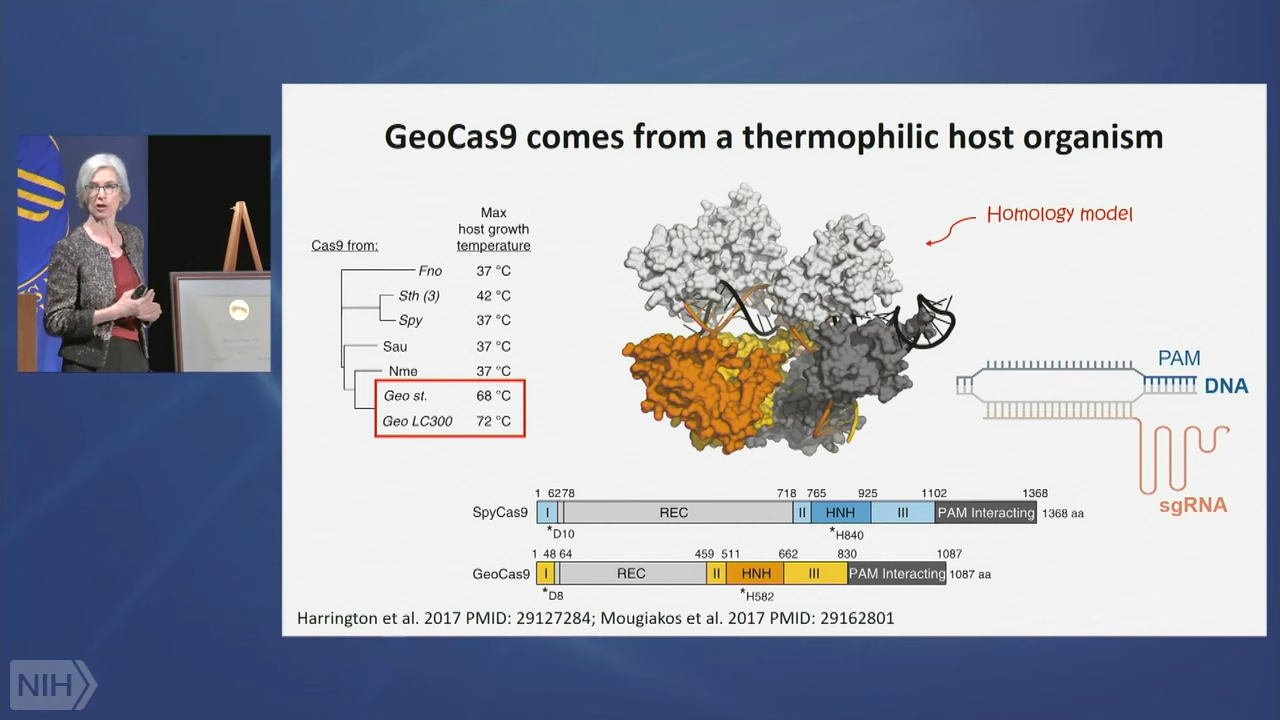 GeoCas9 comes from a thermophilic host organism
Max
host growth
Cas9 from: temperature
Fno 37 °C
Sth (3) 42 °C
Spy 37 °C
Sau 37 °C
Nme 37 °C
Geo st. 68 °C
Geo LC300 72 °C
Homology model
PAM
DNA
sgRNA
1 62 78 718 765 925 1102 1368
SpyCas9 I REC II HNH III PAM Interacting 1368 aa
*D10 *H840
1 48 64 459 511 662 830 1087
GeoCas9 I REC II HNH III PAM Interacting 1087 aa
*D8 *H582
Harrington et al. 2017 PMID: 29127284; Mougiakos et al. 2017 PMID: 29162801
NIH